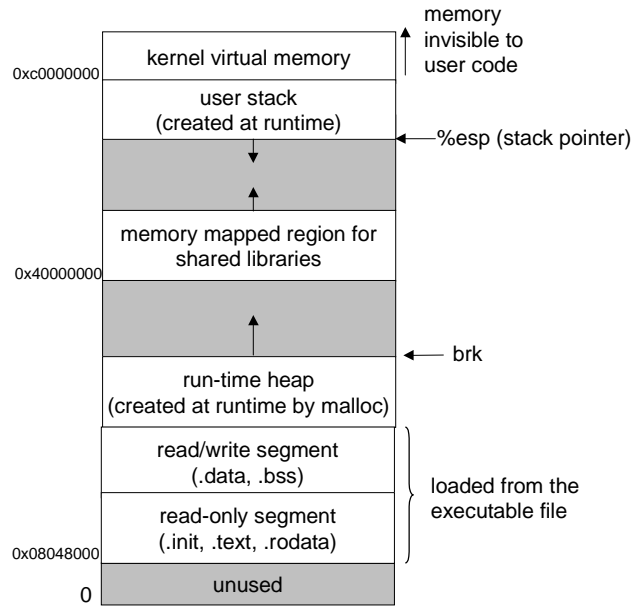 memory
invisible to
user code
kernel virtual memory
0xc0000000
user stack
(created at runtime)
%esp (stack pointer)
memory mapped region for
shared libraries
0x40000000
brk
run-time heap
(created at runtime by malloc)
read/write segment
(.data, .bss)
loaded from the
executable file
read-only segment
(.init, .text, .rodata)
0x08048000
unused
0